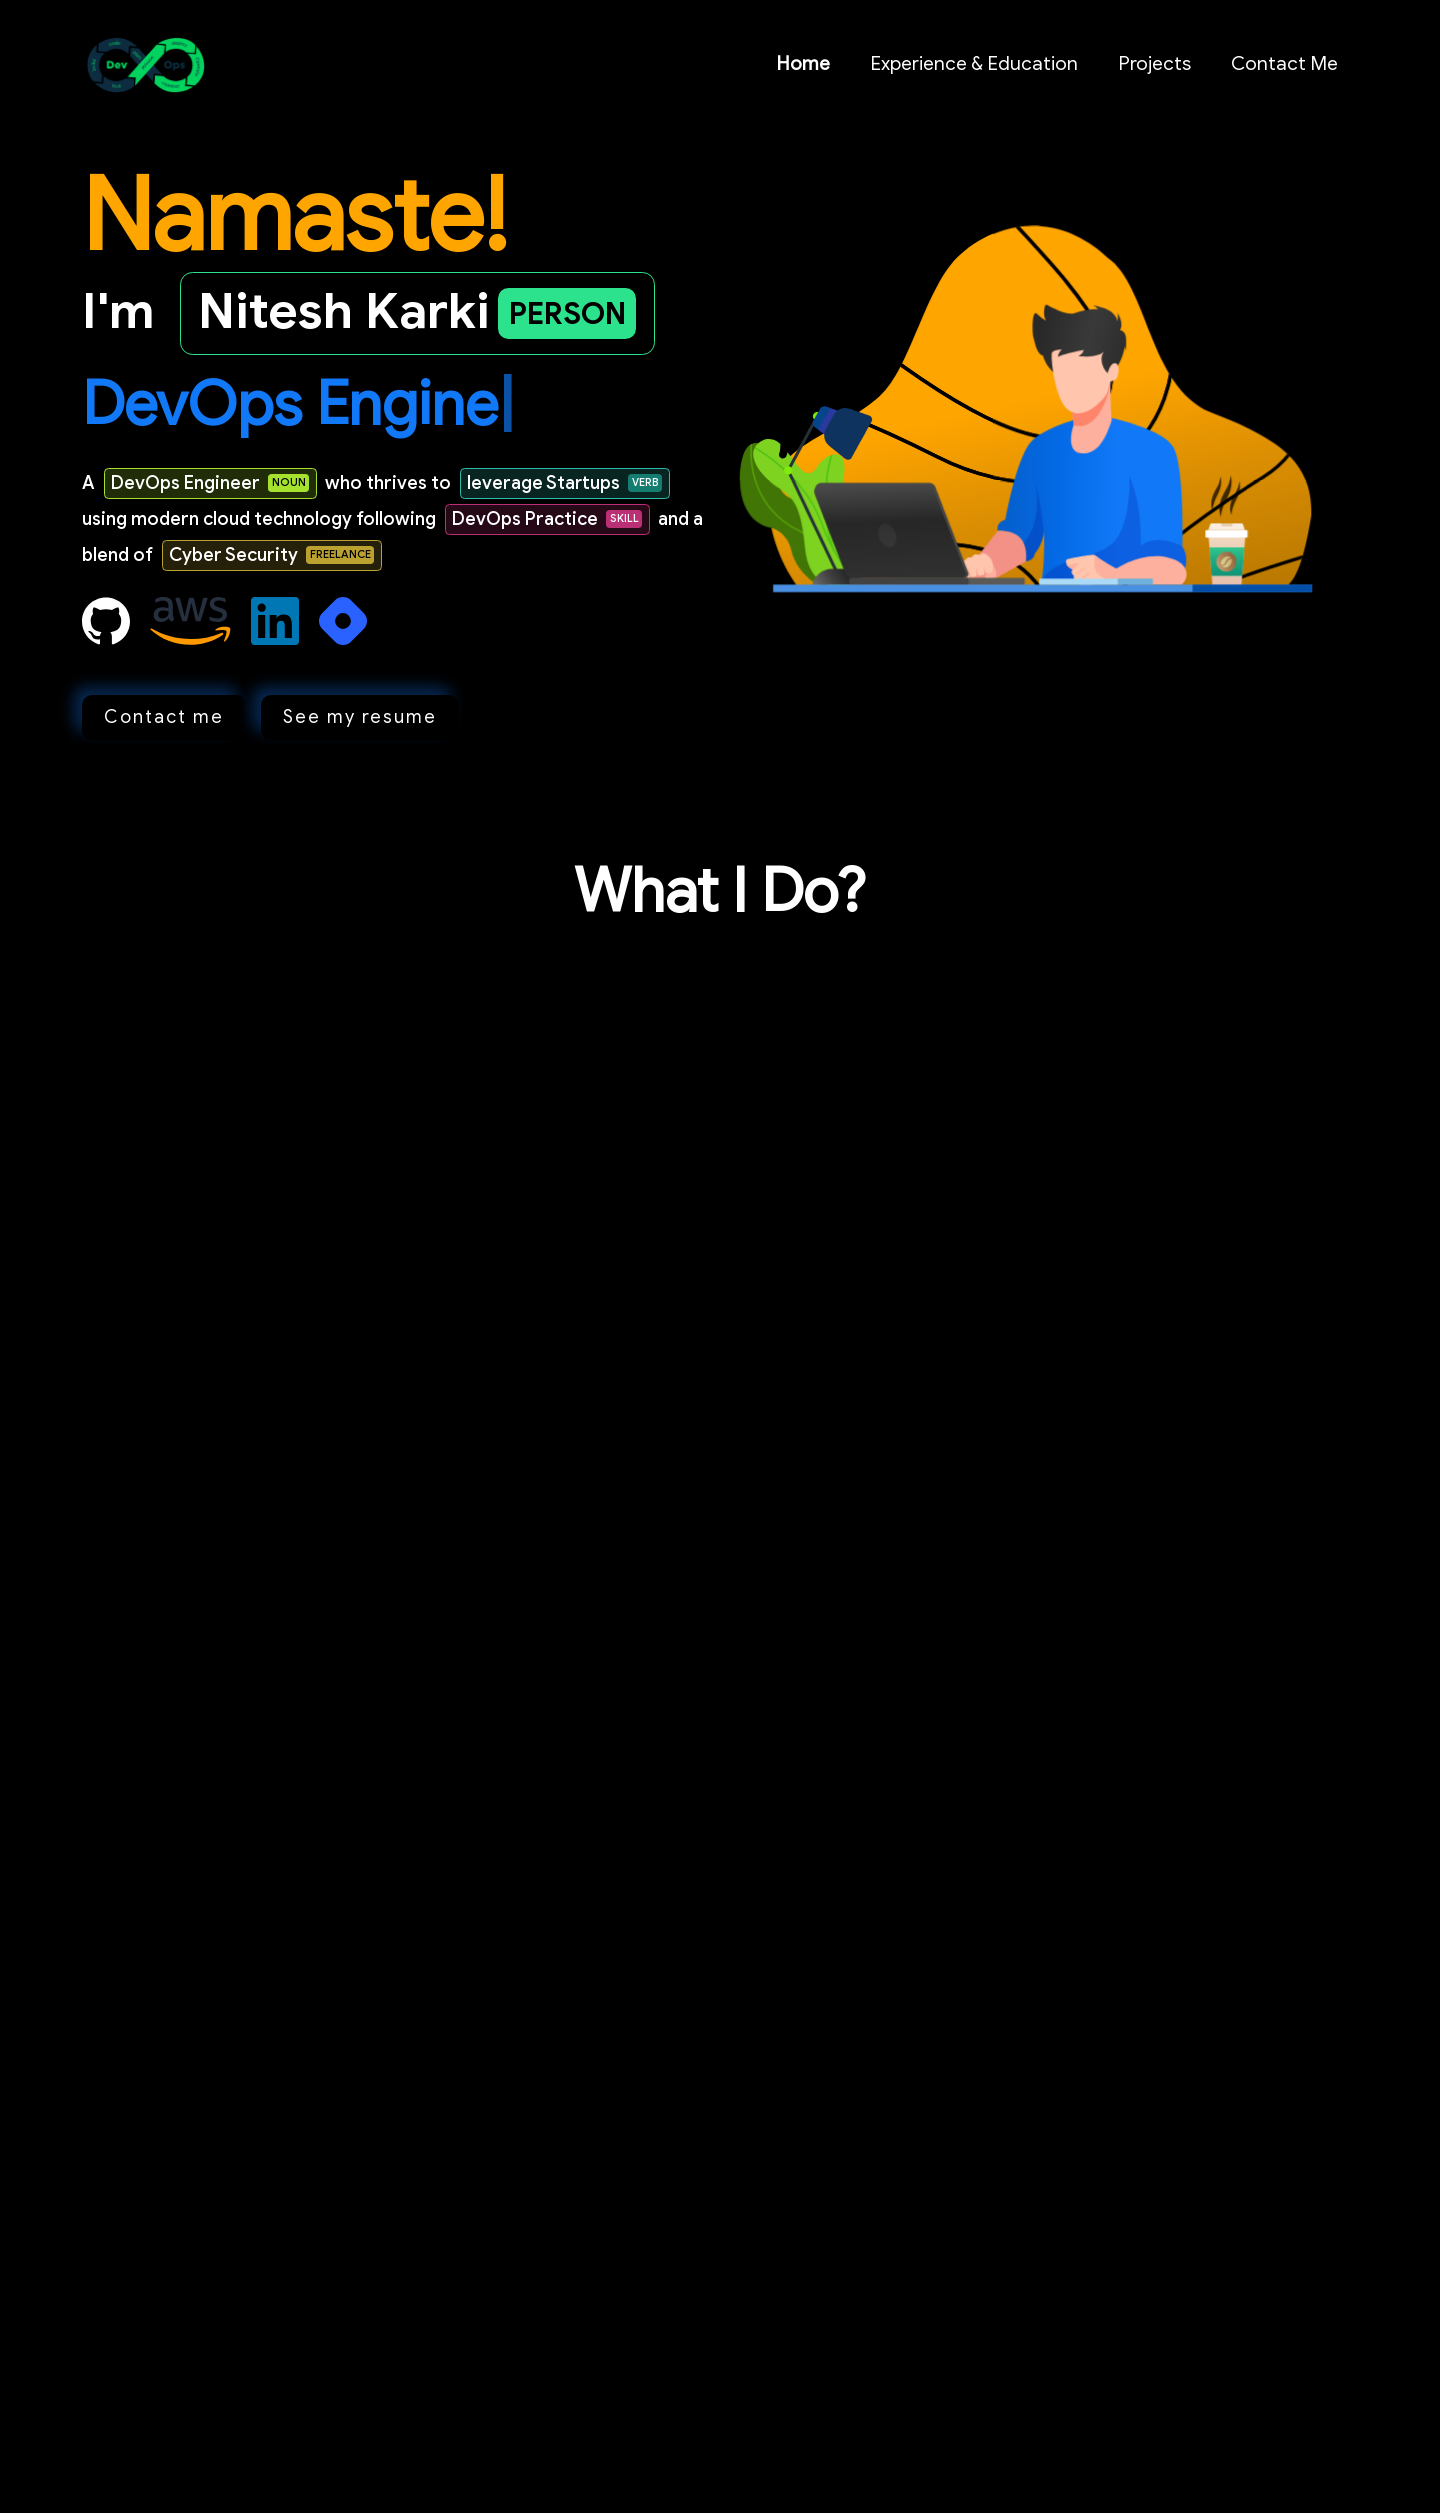 Dev Ops
Home Experience & Education Projects Contact Me
Namaste!
I'm Nitesh Karki PERSON
DevOps Engine
A DevOps Engineer NOUN who thrives to leverage Startups VERB
using modern cloud technology following DevOps Practice SKILL and a
blend of Cyber Security FREELANCE
aws in
Contact me See my resume
What I Do?